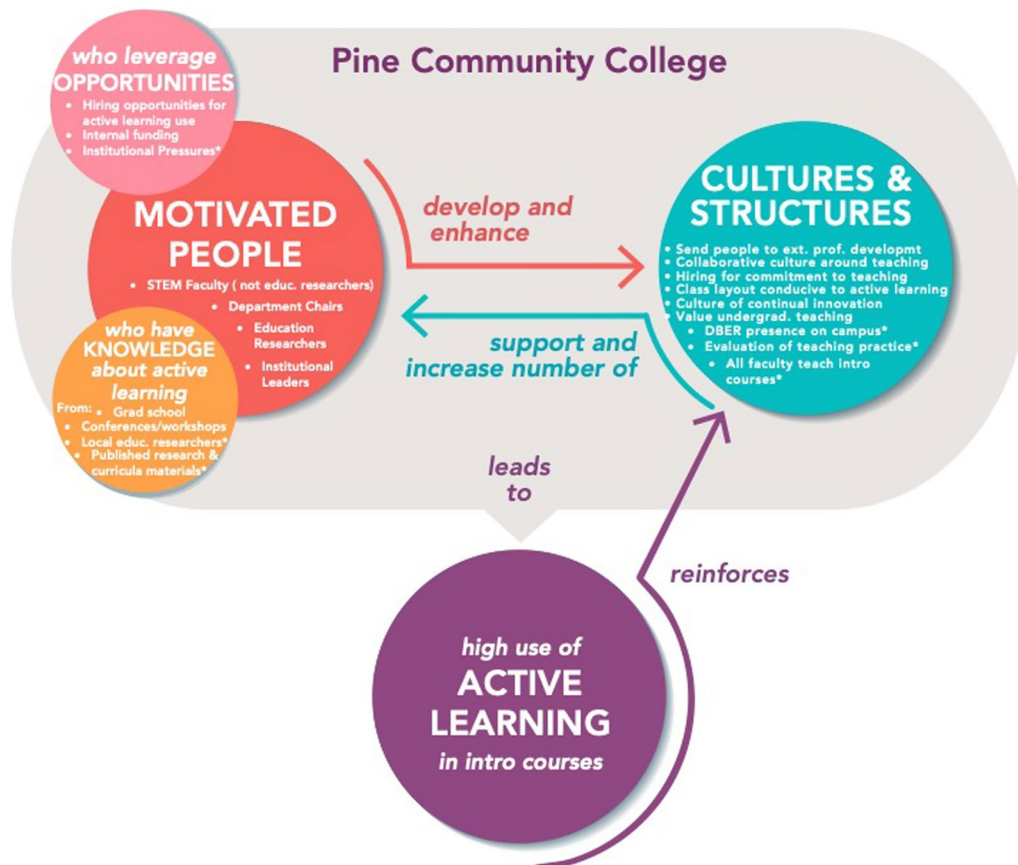 Pine Community College
who leverage
OPPORTUNITIES
• Hiring opportunities for
active learning use
• Internal funding
• Institutional Pressures*
MOTIVATED
PEOPLE
• STEM Faculty ( not educ. researchers)
• Department Chairs
• Education
Researchers
• Institutional
Leaders
who have
KNOWLEDGE
about active
learning
From: • Grad school
• Conferences/workshops
• Local educ. researchers*
• Published research &
curricula materials*
develop and
enhance
support and
increase number of
CULTURES &
STRUCTURES
• Send people to ext. prof. developmt
• Collaborative culture around teaching
• Hiring for commitment to teaching
• Class layout conducive to active learning
• Culture of continual innovation
• Value undergrad. teaching
• DBER presence on campus*
• Evaluation of teaching practice*
• All faculty teach intro
courses*
leads
to
reinforces
high use of
ACTIVE
LEARNING
in intro courses